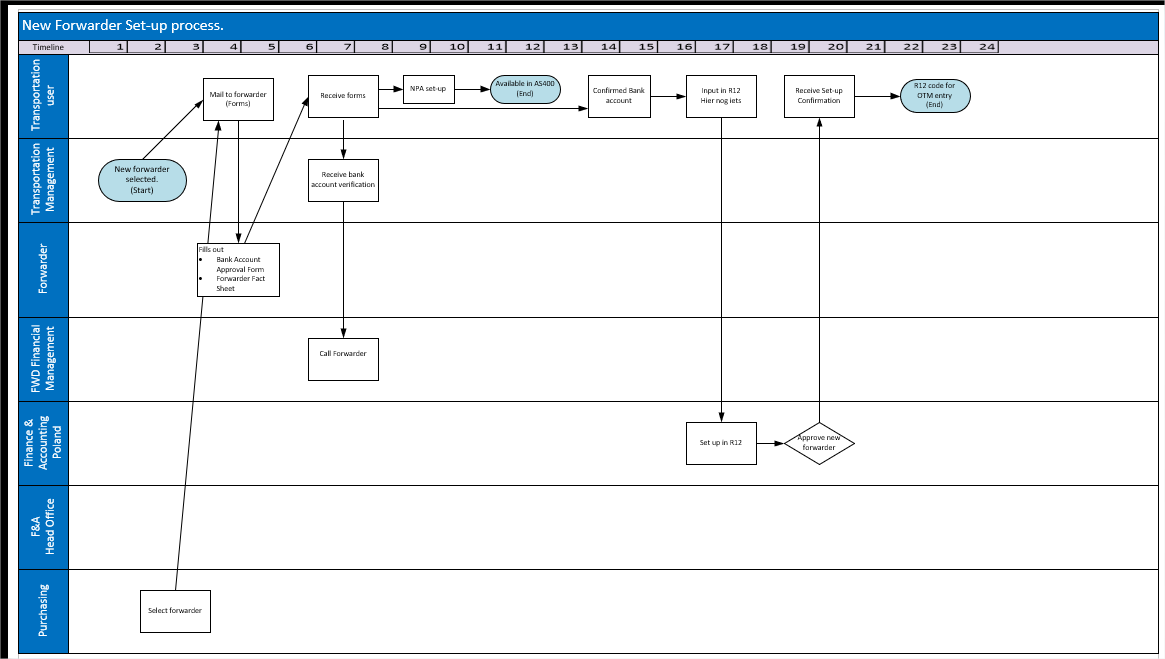 New Forwarder Set-up process.
Timeline
1 2 3 4 5 6 7 8 9 10 11 12 13 14 15 16 17 18 19 20 21 22 23 24
Transportation
user
Mail to forwarder
(Forms)
Receive forms
NPA set-up
Available in AS400
(End)
Confirmed Bank
account
Input in R12
Hier nog iets
Receive Set-up
Confirmation
R12 code for
OTM entry
(End)
Transportation
Management
New forwarder
selected.
(Start)
Receive bank
account verification
Forwarder
Fills out
• Bank Account
Approval Form
• Forwarder Fact
Sheet
FWD Financial
Management
Call Forwarder
Finance &
Accounting
Poland
Set up in R12
Approve new
forwarder
F&A
Head Office
Purchasing
Select forwarder